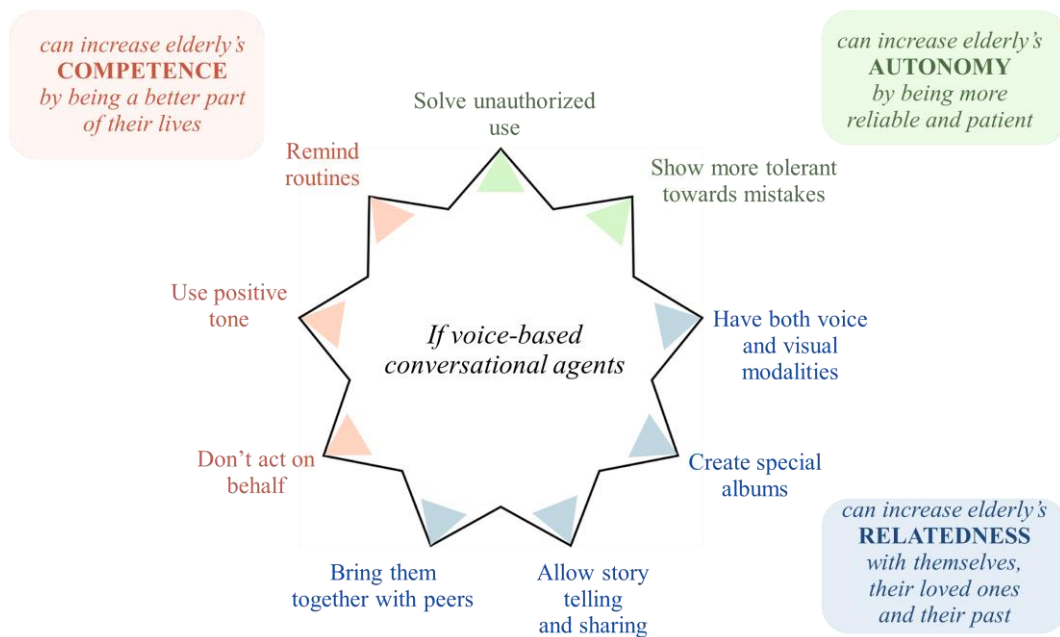 can increase elderly's
COMPETENCE
by being a better part
of their lives
can increase elderly's
AUTONOMY
by being more
reliable and patient
Solve unauthorized
use
Remind
routines
Show more tolerant
towards mistakes
Use positive
tone
If voice-based
conversational agents
Have both voice
and visual
modalities
Don't act on
behalf
Create special
albums
Bring them
together with peers
Allow story
telling
and sharing
can increase elderly's
RELATEDNESS
with themselves,
their loved ones
and their past